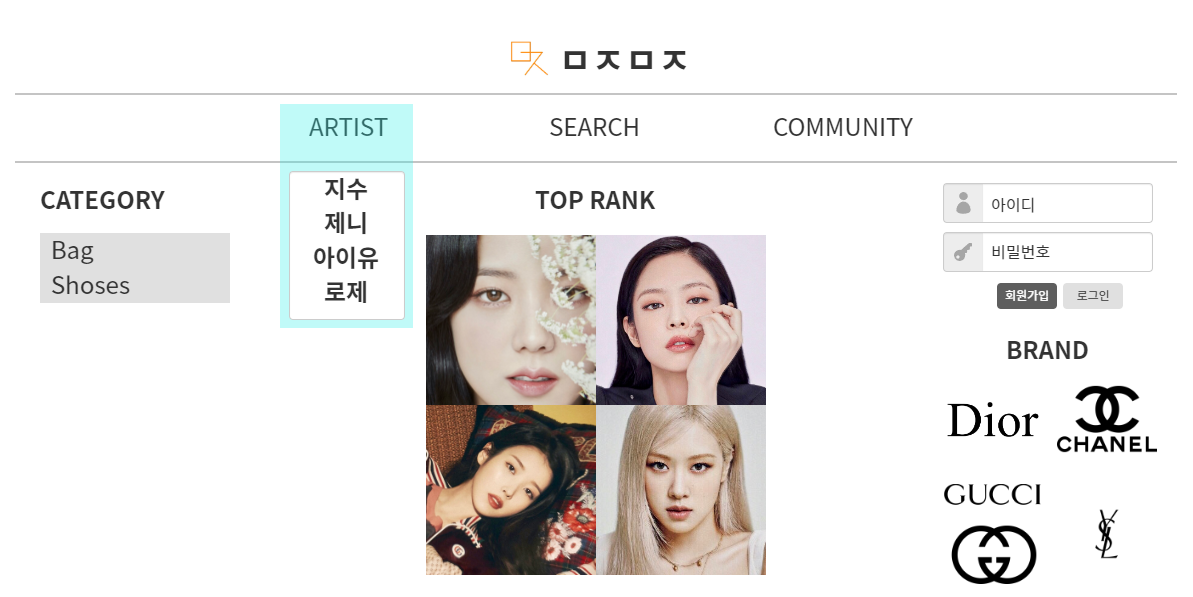 ㅁㅈㅁㅈ
ARTIST SEARCH COMMUNITY
CATEGORY
Bag
Shoses
지수
제니
아이유
로제
TOP RANK
아이디
비밀번호
회원가입 로그인
BRAND
Dior
CHANEL
GUCCI
YSL